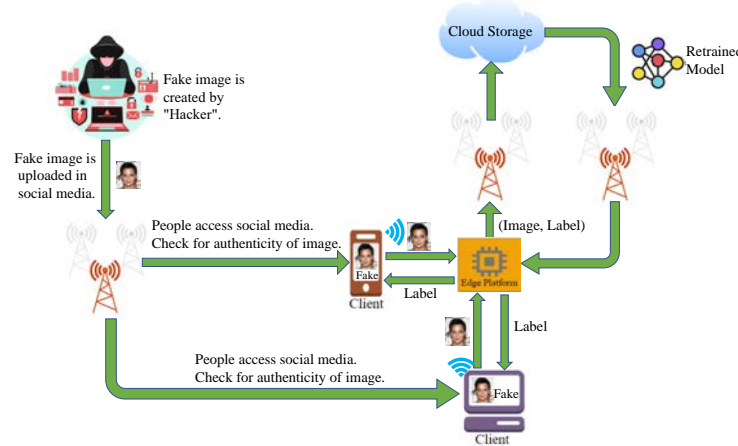 Cloud Storage
Retrained
Model
Fake image is
created by
"Hacker".
Fake image is
uploaded in
social media.
People access social media.
Check for authenticity of image.
(Image, Label)
Fake
Client
Label
Edge Platform
Label
People access social media.
Check for authenticity of image.
Fake
Client